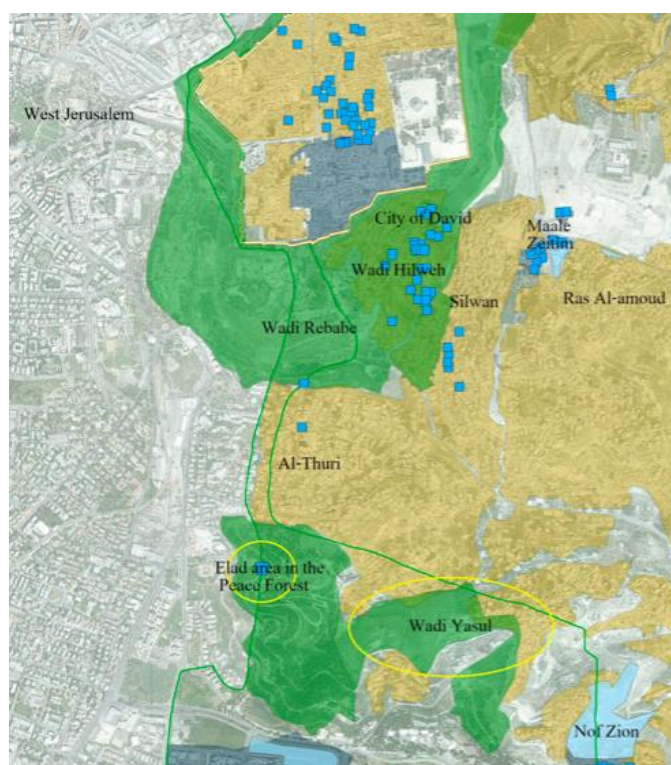 West Jerusalem
City of David
Maale
Zeitim
Wadi Hilweh
Silwan
Ras Al-amoud
Wadi Rebabe
Al-Thuri
Elad area in the
Peace Forest
Wadi Yasul
Nof Zion